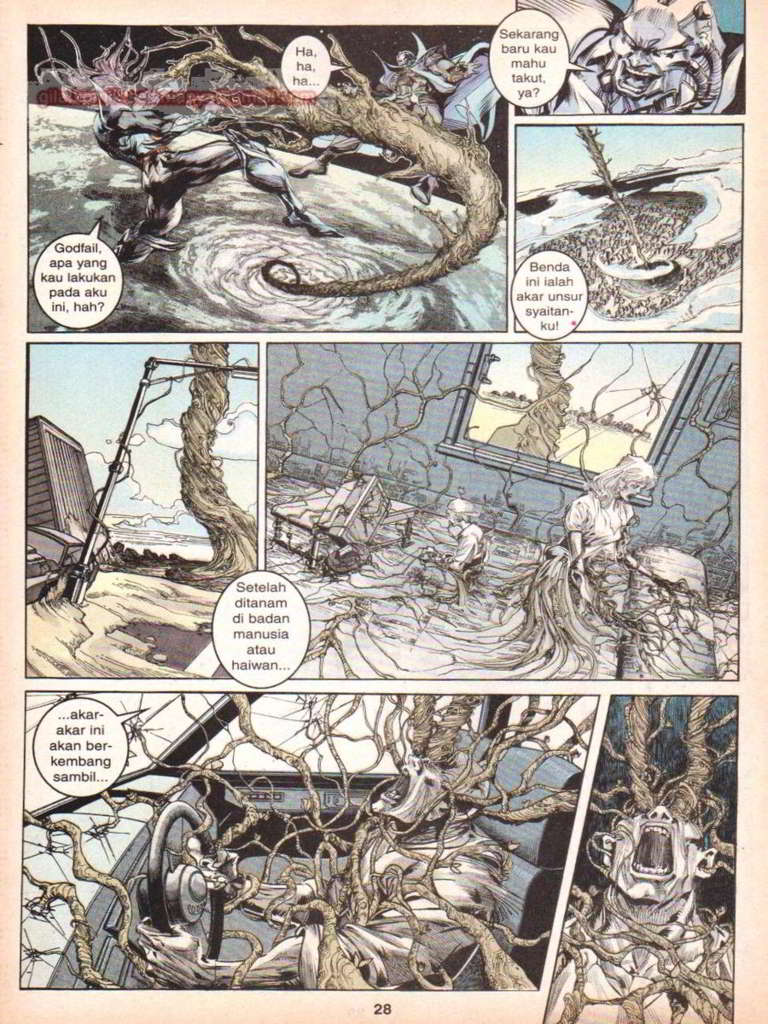 Ha,
ha,
ha...
Sekarang
baru kau
mahu
takut,
ya?
Godfail,
apa yang
kau lakukan
pada aku
ini, hah?
Benda
ini ialah
akar unsur
syaitan-
ku!
Setelah
ditanam
di badan
manusia
atau
haiwan...
...akar-
akar ini
akan ber-
kembang
sambil...
28